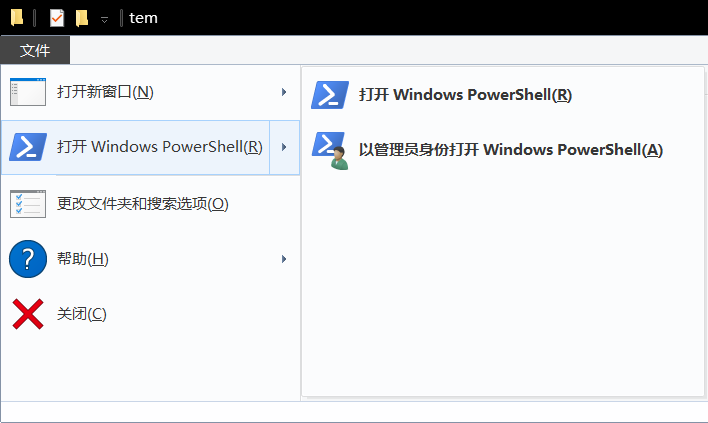 tem
文件
打开新窗口(N)
打开 Windows PowerShell(R)
更改文件夹和搜索选项(O)
帮助(H)
关闭(C)
打开 Windows PowerShell(R)
以管理员身份打开 Windows PowerShell(A)